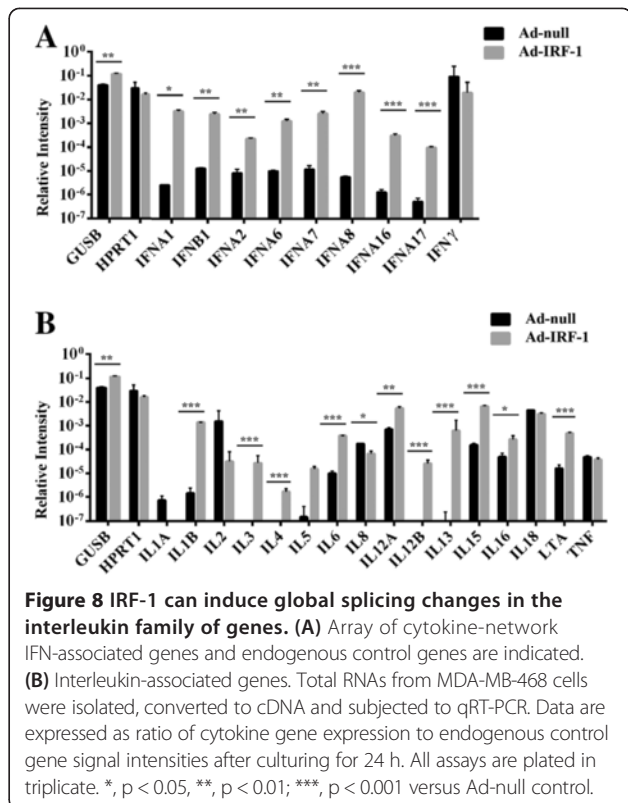 A
Ad-null
Ad-IRF-1
Relative Intensity
10⁰
10⁻¹
10⁻²
10⁻³
10⁻⁴
10⁻⁵
10⁻⁶
10⁻⁷
** * ** ** ** ** *** *** ***
GUSB HPRT1 IFNA1 IFNB1 IFNA2 IFNA6 IFNA7 IFNA8 IFNA16 IFNA17 IFNγ
B
Ad-null
Ad-IRF-1
Relative Intensity
10⁰
10⁻¹
10⁻²
10⁻³
10⁻⁴
10⁻⁵
10⁻⁶
10⁻⁷
** *** *** *** *** * ** *** *** *** * ***
GUSB HPRT1 IL1A IL1B IL2 IL3 IL4 IL5 IL6 IL8 IL12A IL12B IL13 IL15 IL16 IL18 LTA TNF
Figure 8 IRF-1 can induce global splicing changes in the
interleukin family of genes. (A) Array of cytokine-network
IFN-associated genes and endogenous control genes are indicated.
(B) Interleukin-associated genes. Total RNAs from MDA-MB-468 cells
were isolated, converted to cDNA and subjected to qRT-PCR. Data are
expressed as ratio of cytokine gene expression to endogenous control
gene signal intensities after culturing for 24 h. All assays are plated in
triplicate. *, p < 0.05, **, p < 0.01; ***, p < 0.001 versus Ad-null control.